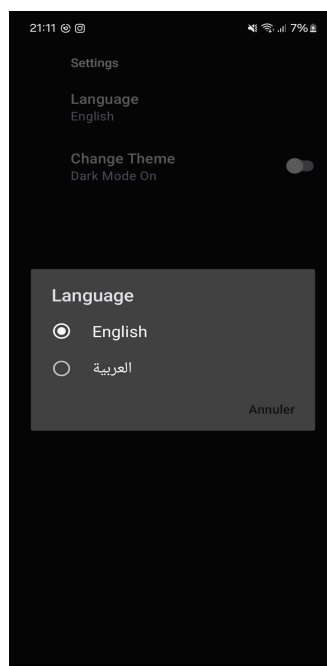 21:11 7%
Settings
Language
English
Change Theme
Dark Mode On
Language
English
العربية
Annuler